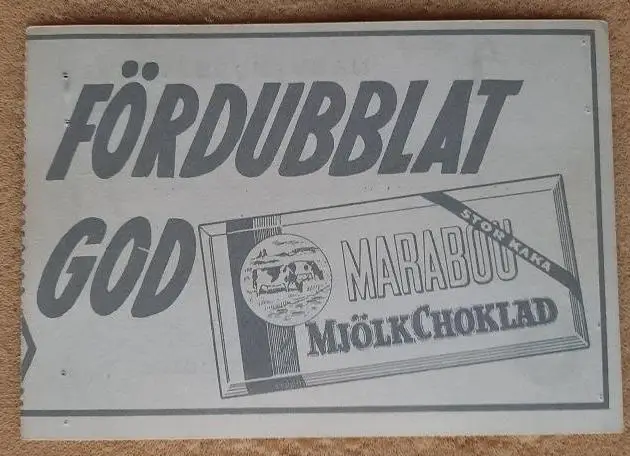 FÖRDUBBLAT
GOD
STOR KAKA
MARABOU
MJÖLKCHOKLAD